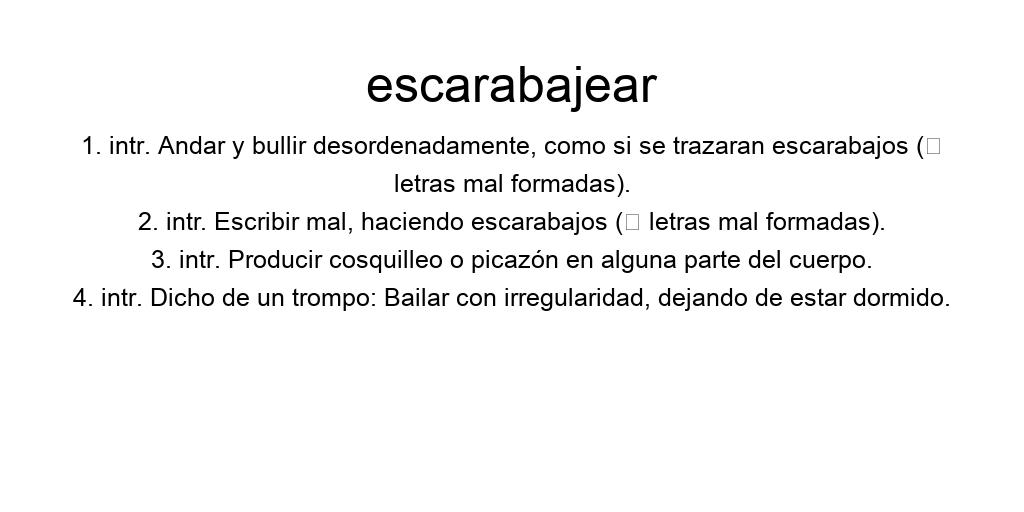 escarabajear
1. intr. Andar y bullir desordenadamente, como si se trazaran escarabajos (▯
letras mal formadas).
2. intr. Escribir mal, haciendo escarabajos (▯ letras mal formadas).
3. intr. Producir cosquilleo o picazón en alguna parte del cuerpo.
4. intr. Dicho de un trompo: Bailar con irregularidad, dejando de estar dormido.